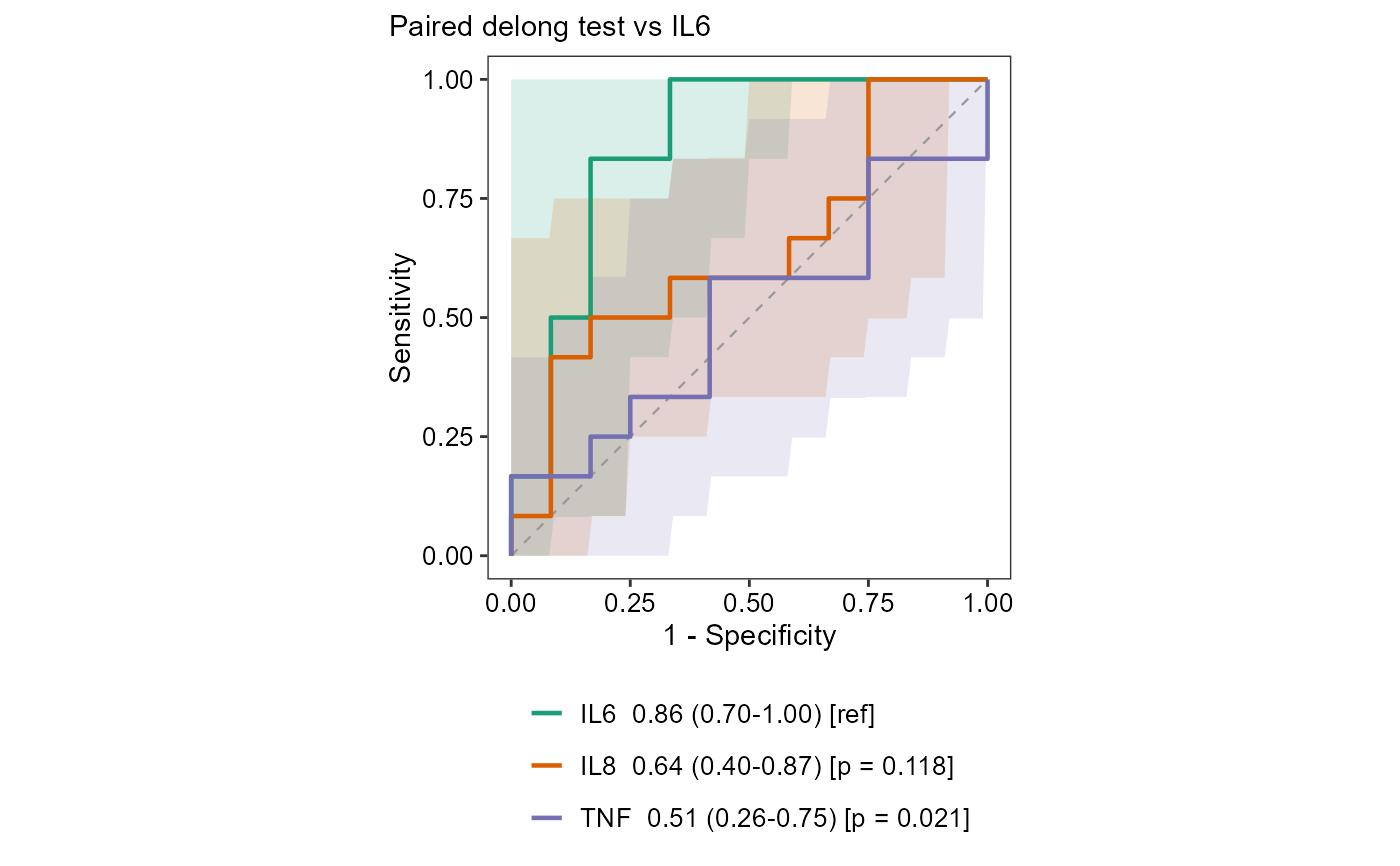 Paired delong test vs IL6
1.00
0.75
0.50
0.25
0.00
Sensitivity
0.00 0.25 0.50 0.75 1.00
1 - Specificity
IL6 0.86 (0.70-1.00) [ref]
IL8 0.64 (0.40-0.87) [p = 0.118]
TNF 0.51 (0.26-0.75) [p = 0.021]